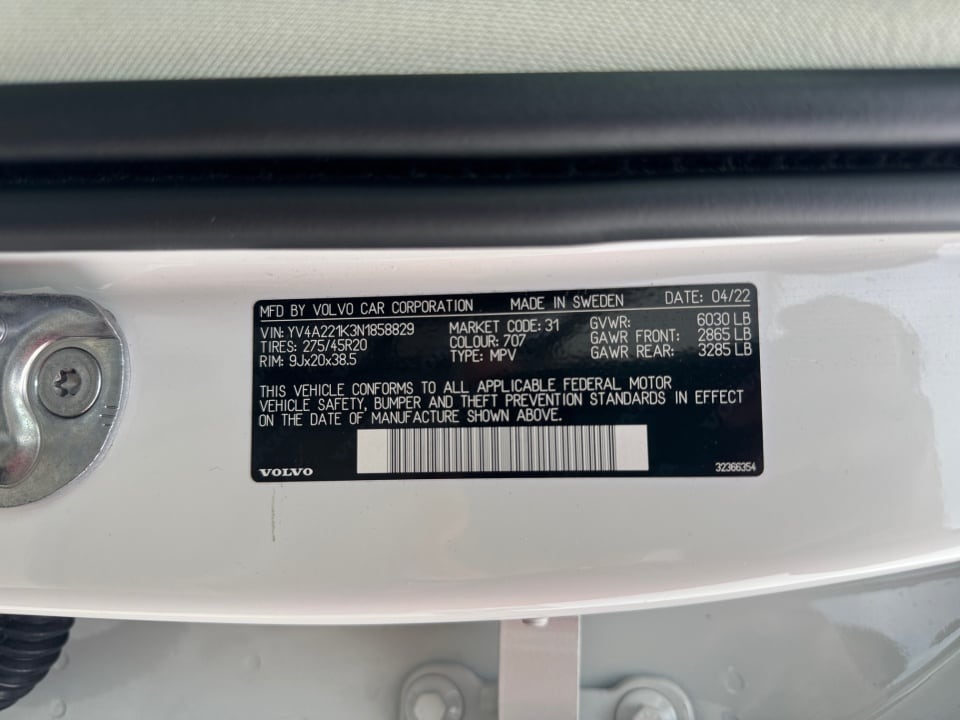 MFD BY VOLVO CAR CORPORATION MADE IN SWEDEN DATE: 04/22
VIN: YV4A221K3N1858829 MARKET CODE: 31 GVWR: 6030 LB
TIRES: 275/45R20 COLOUR: 707 GAWR FRONT: 2865 LB
RIM: 9Jx20x38.5 TYPE: MPV GAWR REAR: 3285 LB
THIS VEHICLE CONFORMS TO ALL APPLICABLE FEDERAL MOTOR
VEHICLE SAFETY, BUMPER AND THEFT PREVENTION STANDARDS IN EFFECT
ON THE DATE OF MANUFACTURE SHOWN ABOVE.
VOLVO 32366354